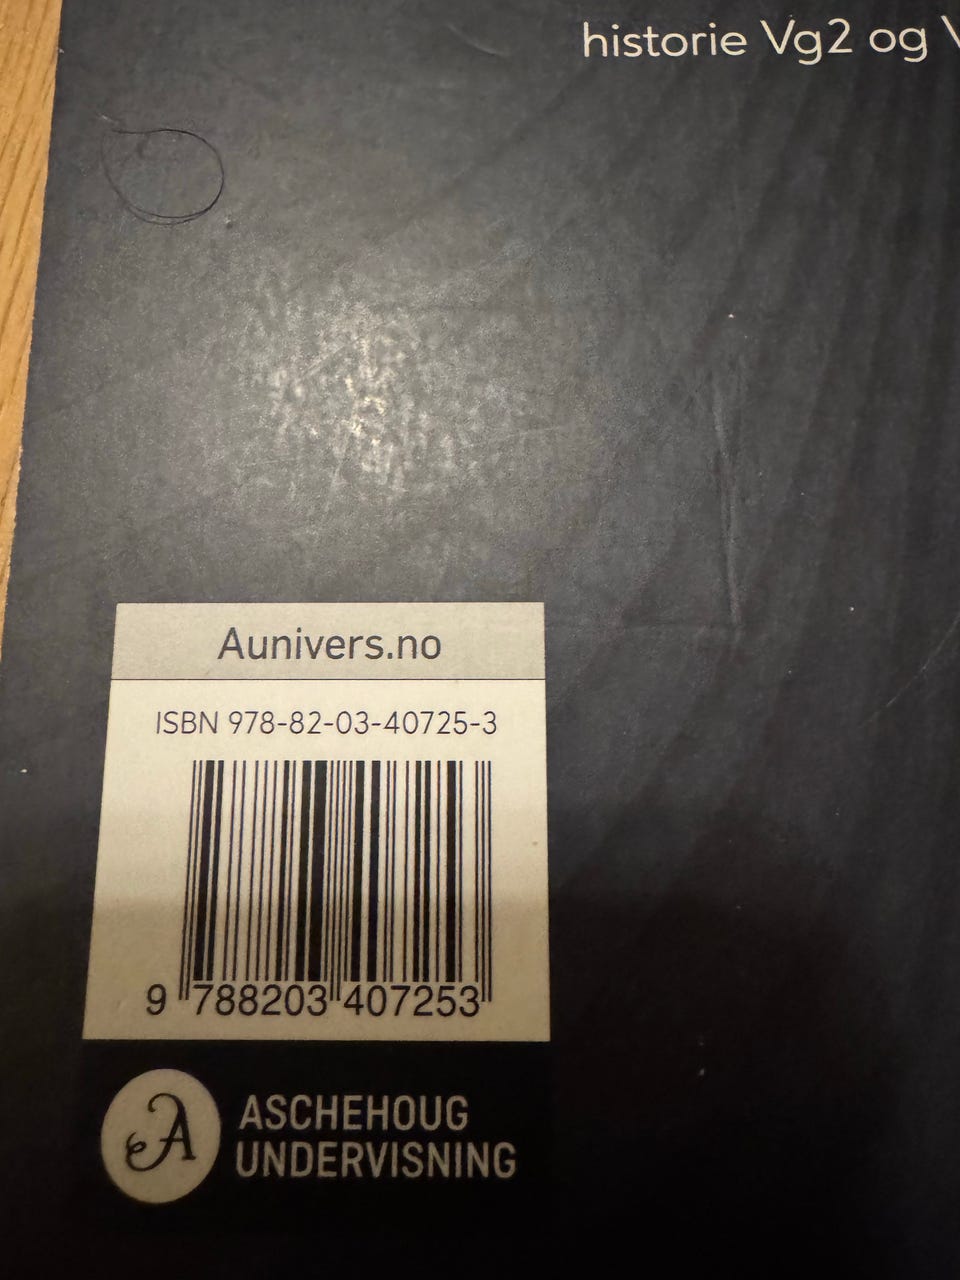 historie Vg2 og
Aunivers.no
ISBN 978-82-03-40725-3
9 788203 407253
A
ASCHEHOUG
UNDERVISNING